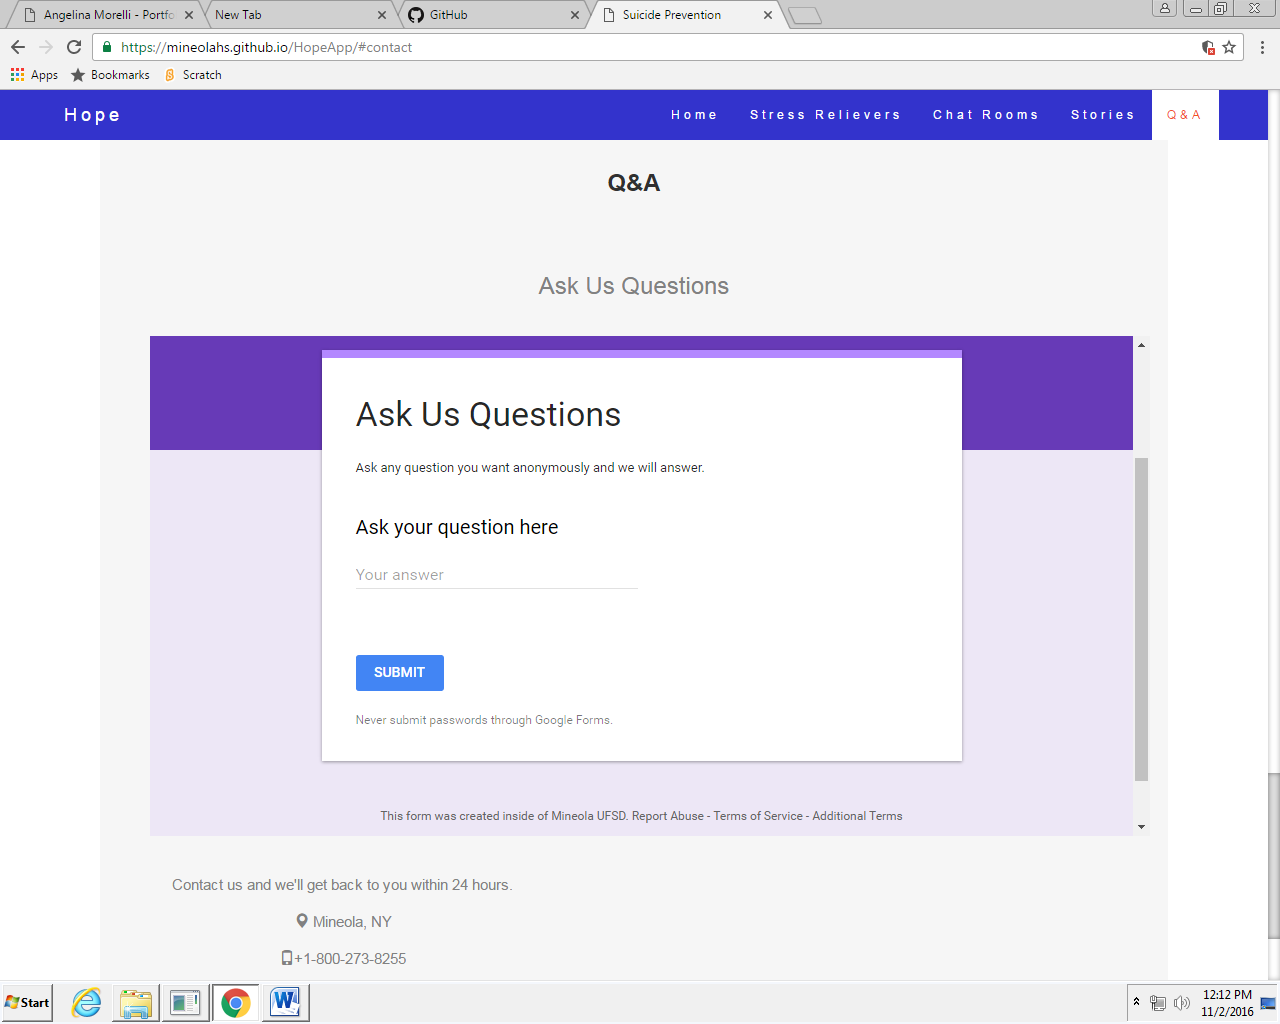 Angelina Morelli - Portfo
New Tab
GitHub
Suicide Prevention
https://mineolahs.github.io/HopeApp/#contact
Apps
Bookmarks
Scratch
Hope
Home
Stress Relievers
Chat Rooms
Stories
Q&A
Q&A
Ask Us Questions
Ask Us Questions
Ask any question you want anonymously and we will answer.
Ask your question here
Your answer
SUBMIT
Never submit passwords through Google Forms.
This form was created inside of Mineola UFSD. Report Abuse - Terms of Service - Additional Terms
Contact us and we'll get back to you within 24 hours.
Mineola, NY
+1-800-273-8255
Start
12:12 PM
11/2/2016